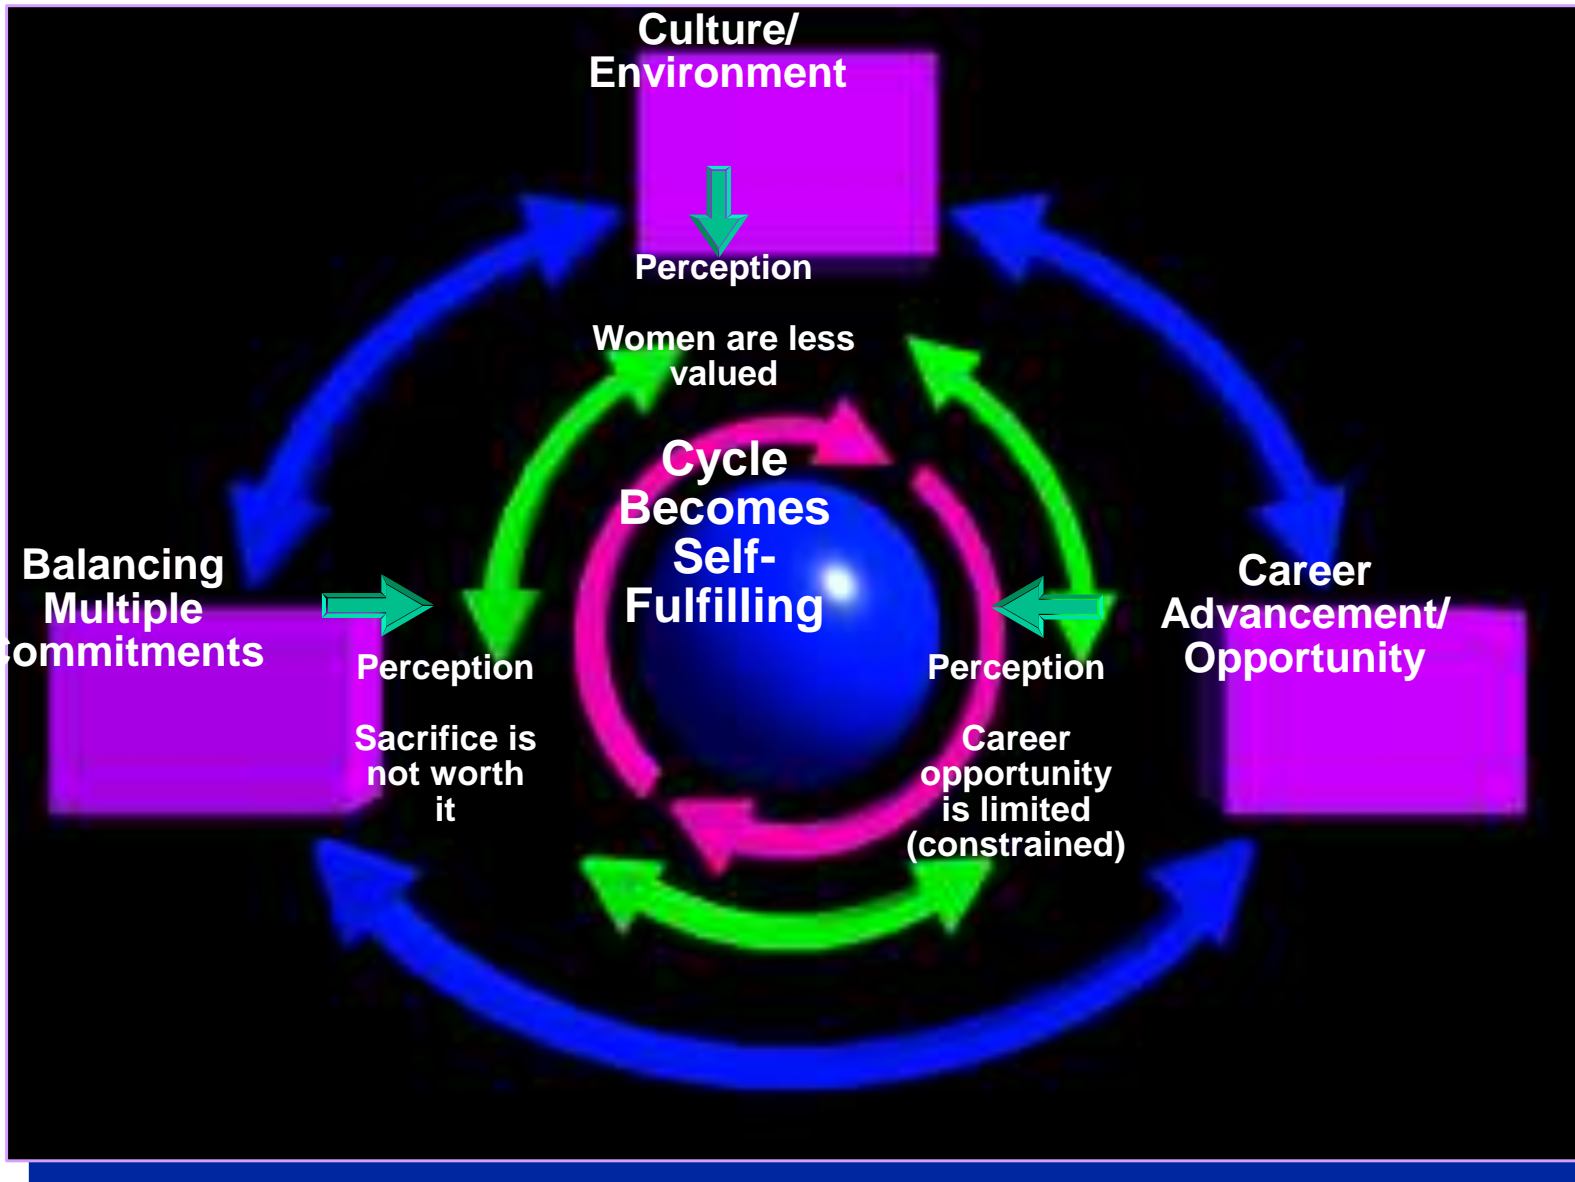 Culture/
Environment
Perception
Women are less
valued
Cycle
Becomes
Self-
Fulfilling
Balancing
Multiple
Commitments
Perception
Sacrifice is
not worth
it
Career
Advancement/
Opportunity
Perception
Career
opportunity
is limited
(constrained)